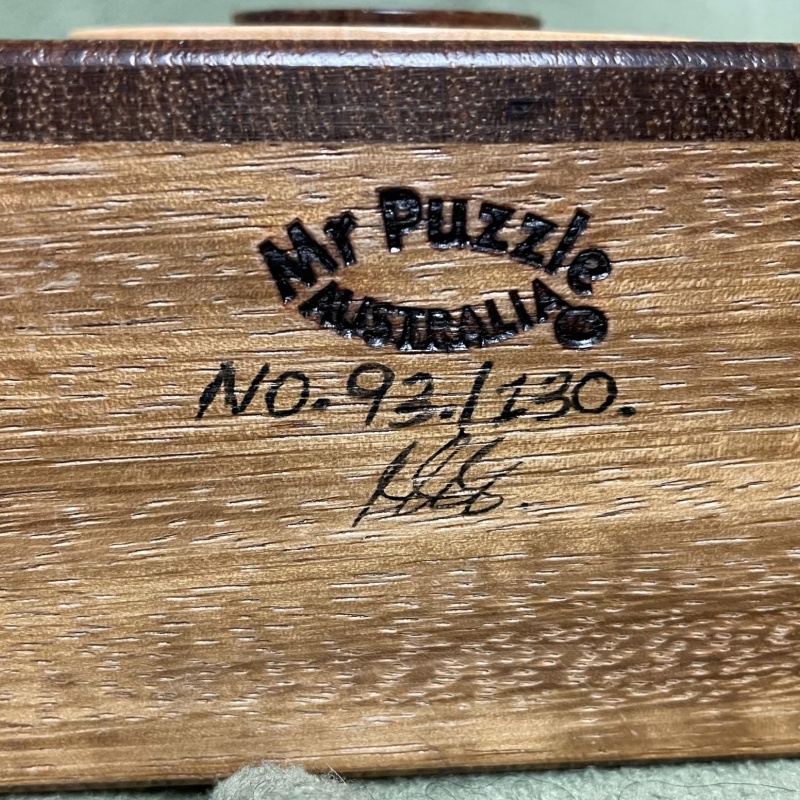 Mr Puzzle
AUSTRALIA ©
NO. 93./130.